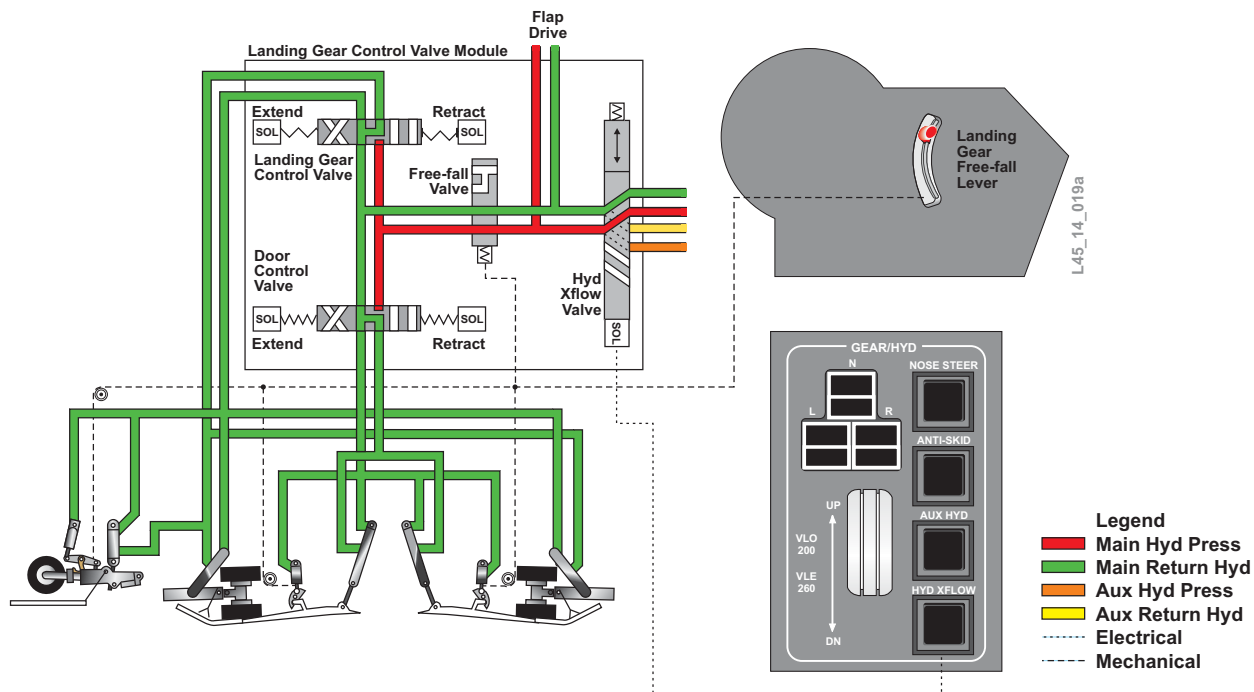 Flap
Drive
Landing Gear Control Valve Module
Extend
Retract
SOL
SOL
Landing Gear
Control Valve
Free-fall
Valve
Door
Control
Valve
Hyd
Xflow
Valve
SOL
SOL
SOL
Extend
Retract
Landing
Gear
Free-fall
Lever
L45_14_019a
GEAR/HYD
N
NOSE STEER
L
R
ANTI-SKID
UP
AUX HYD
VLO
200
VLE
260
HYD XFLOW
DN
Legend
Main Hyd Press
Main Return Hyd
Aux Hyd Press
Aux Return Hyd
Electrical
Mechanical